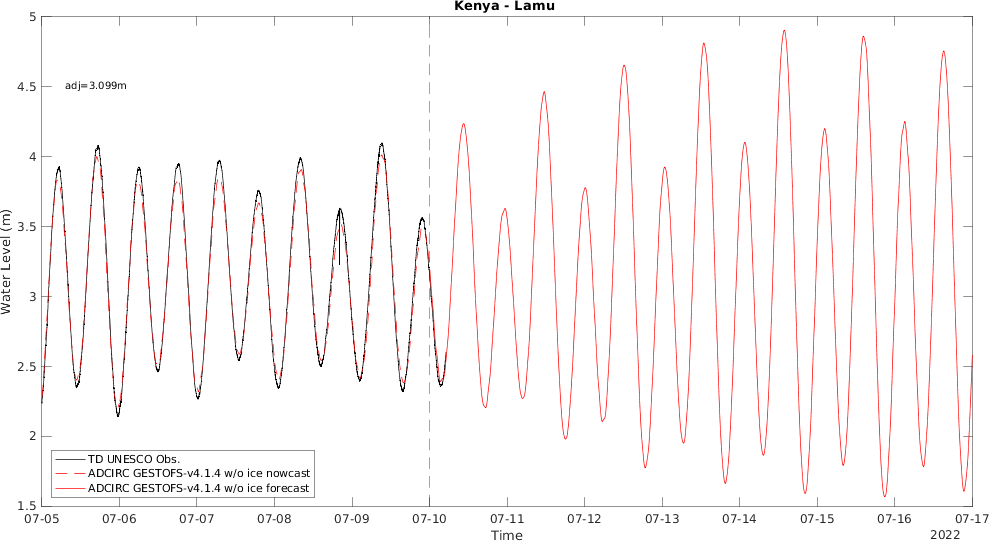 Kenya - Lamu
5
4.5
4
3.5
3
2.5
2
1.5
Water Level (m)
adj=3.099m
TD UNESCO Obs.
ADCIRC GESTOFS-v4.1.4 w/o ice nowcast
ADCIRC GESTOFS-v4.1.4 w/o ice forecast
07-05 07-06 07-07 07-08 07-09 07-10 07-11 07-12 07-13 07-14 07-15 07-16 07-17
Time
2022